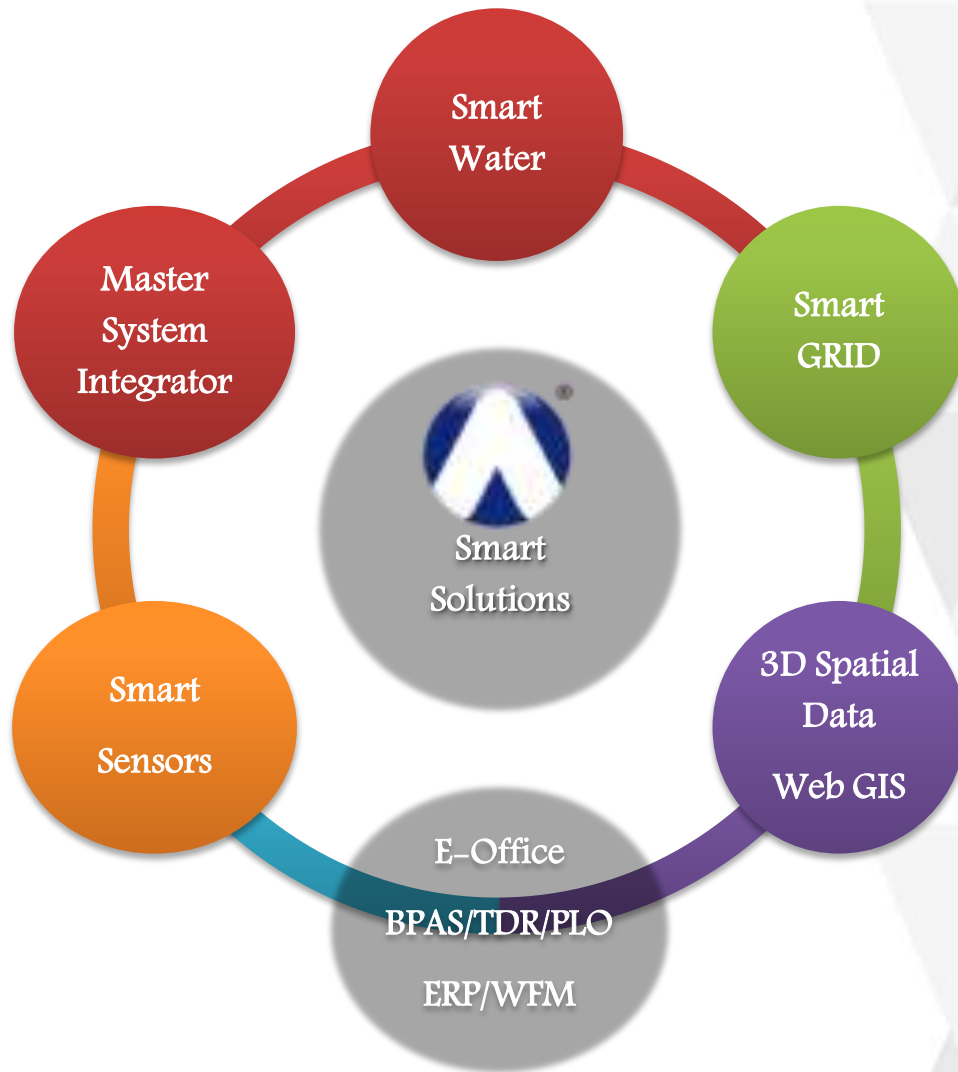 Smart
Water
Master
System
Integrator
Smart
GRID
®
Smart
Solutions
Smart
Sensors
3D Spatial
Data
Web GIS
E-Office
BPAS/TDR/PLO
ERP/WFM